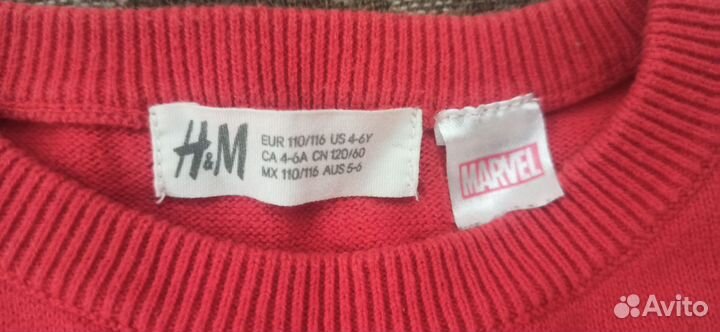 H&M
EUR 110/116 US 4-6Y
CA 4-6A CN 120/60
MX 110/116 AUS 5-6
MARVEL
Avito